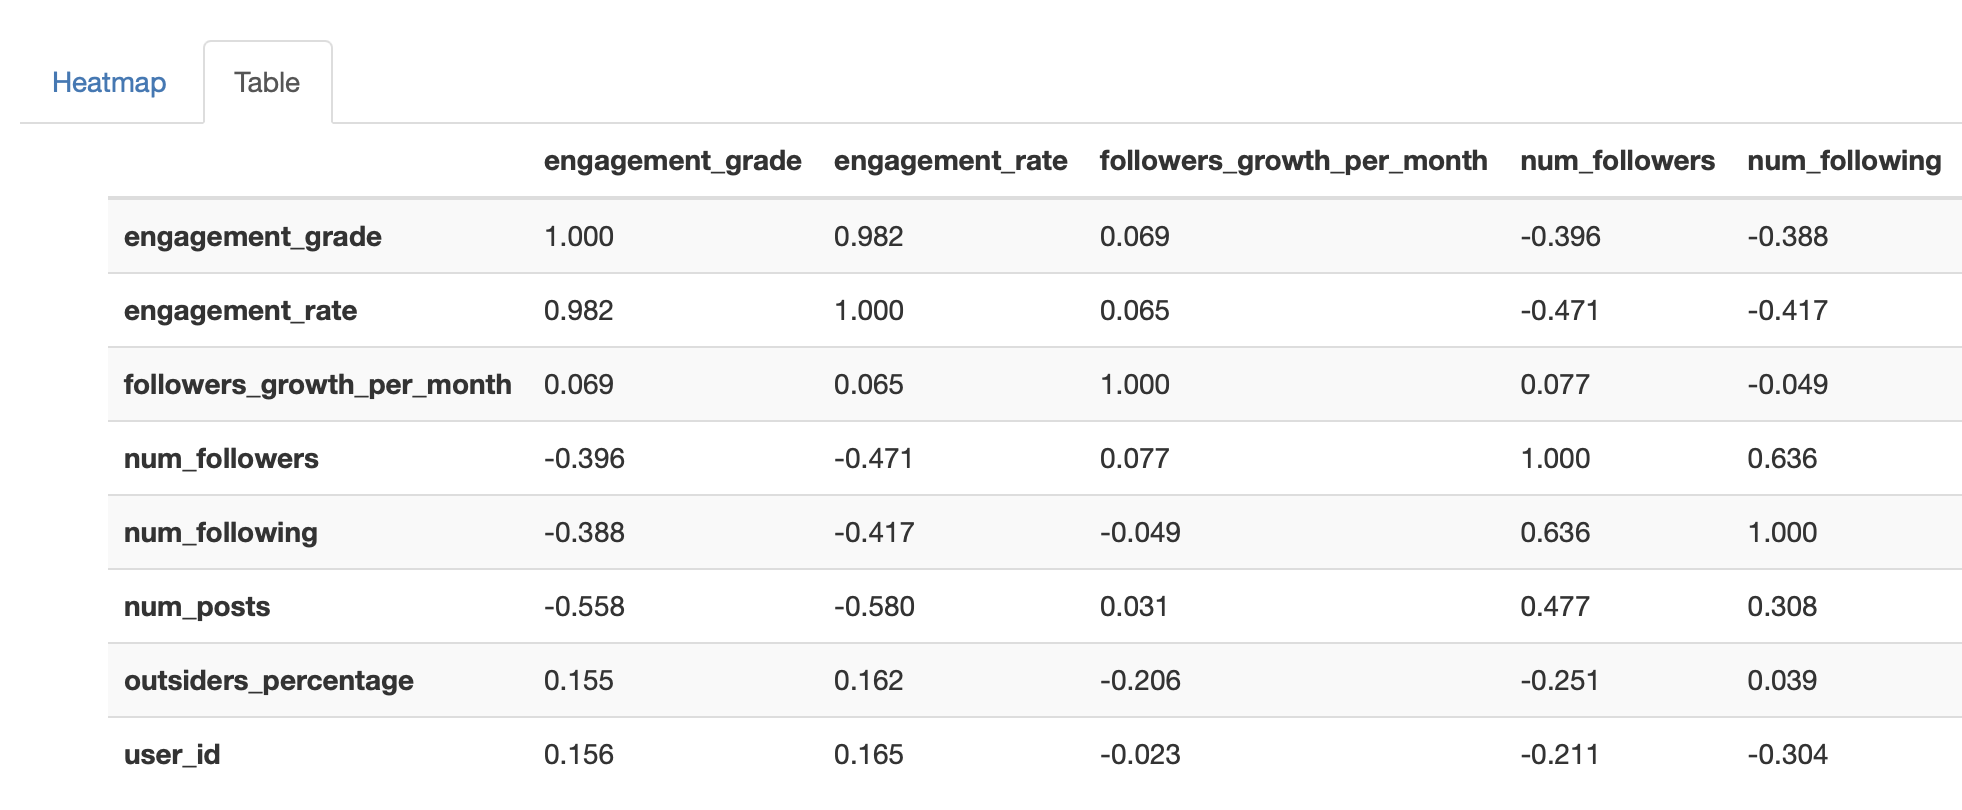 Heatmap Table
engagement_grade engagement_rate followers_growth_per_month num_followers num_following
engagement_grade 1.000 0.982 0.069 -0.396 -0.388
engagement_rate 0.982 1.000 0.065 -0.471 -0.417
followers_growth_per_month 0.069 0.065 1.000 0.077 -0.049
num_followers -0.396 -0.471 0.077 1.000 0.636
num_following -0.388 -0.417 -0.049 0.636 1.000
num_posts -0.558 -0.580 0.031 0.477 0.308
outsiders_percentage 0.155 0.162 -0.206 -0.251 0.039
user_id 0.156 0.165 -0.023 -0.211 -0.304